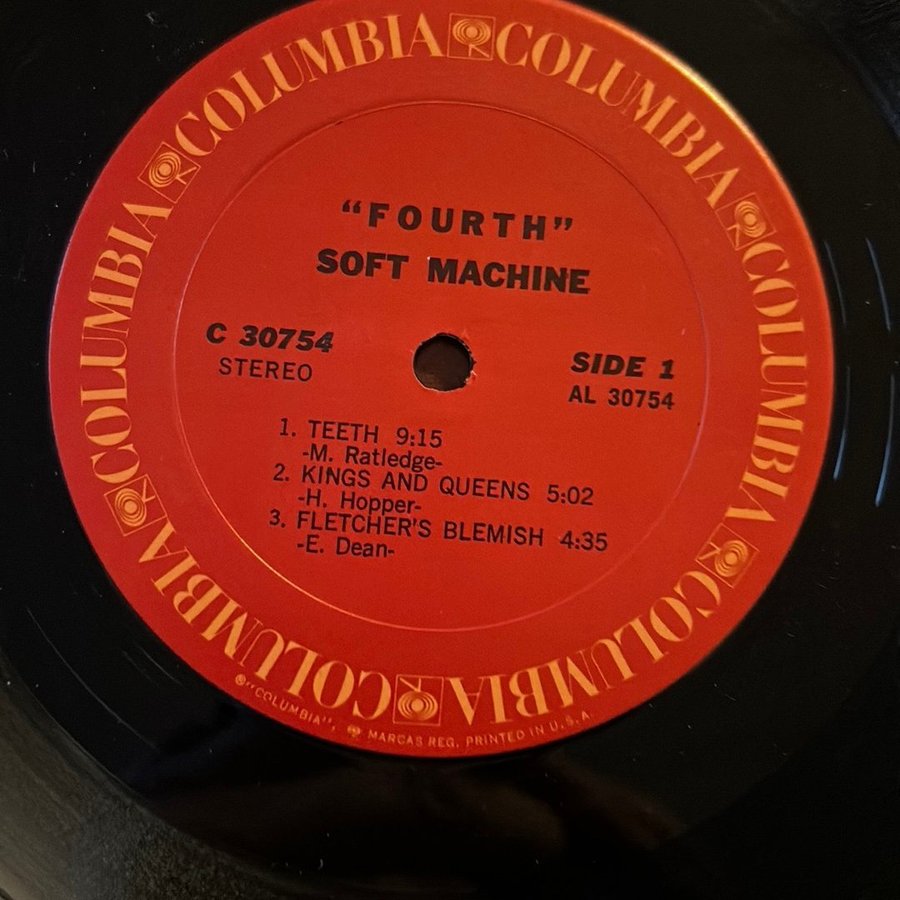 COLUMBIA COLUMBIA COLUMBIA COLUMBIA COLUMBIA COLUMBIA
"FOURTH"
SOFT MACHINE
C 30754
STEREO
SIDE 1
AL 30754
1. TEETH 9:15
-M. Ratledge-
2. KINGS AND QUEENS 5:02
-H. Hopper-
3. FLETCHER'S BLEMISH 4:35
-E. Dean-
®"COLUMBIA", MARCAS REG. PRINTED IN U.S.A.